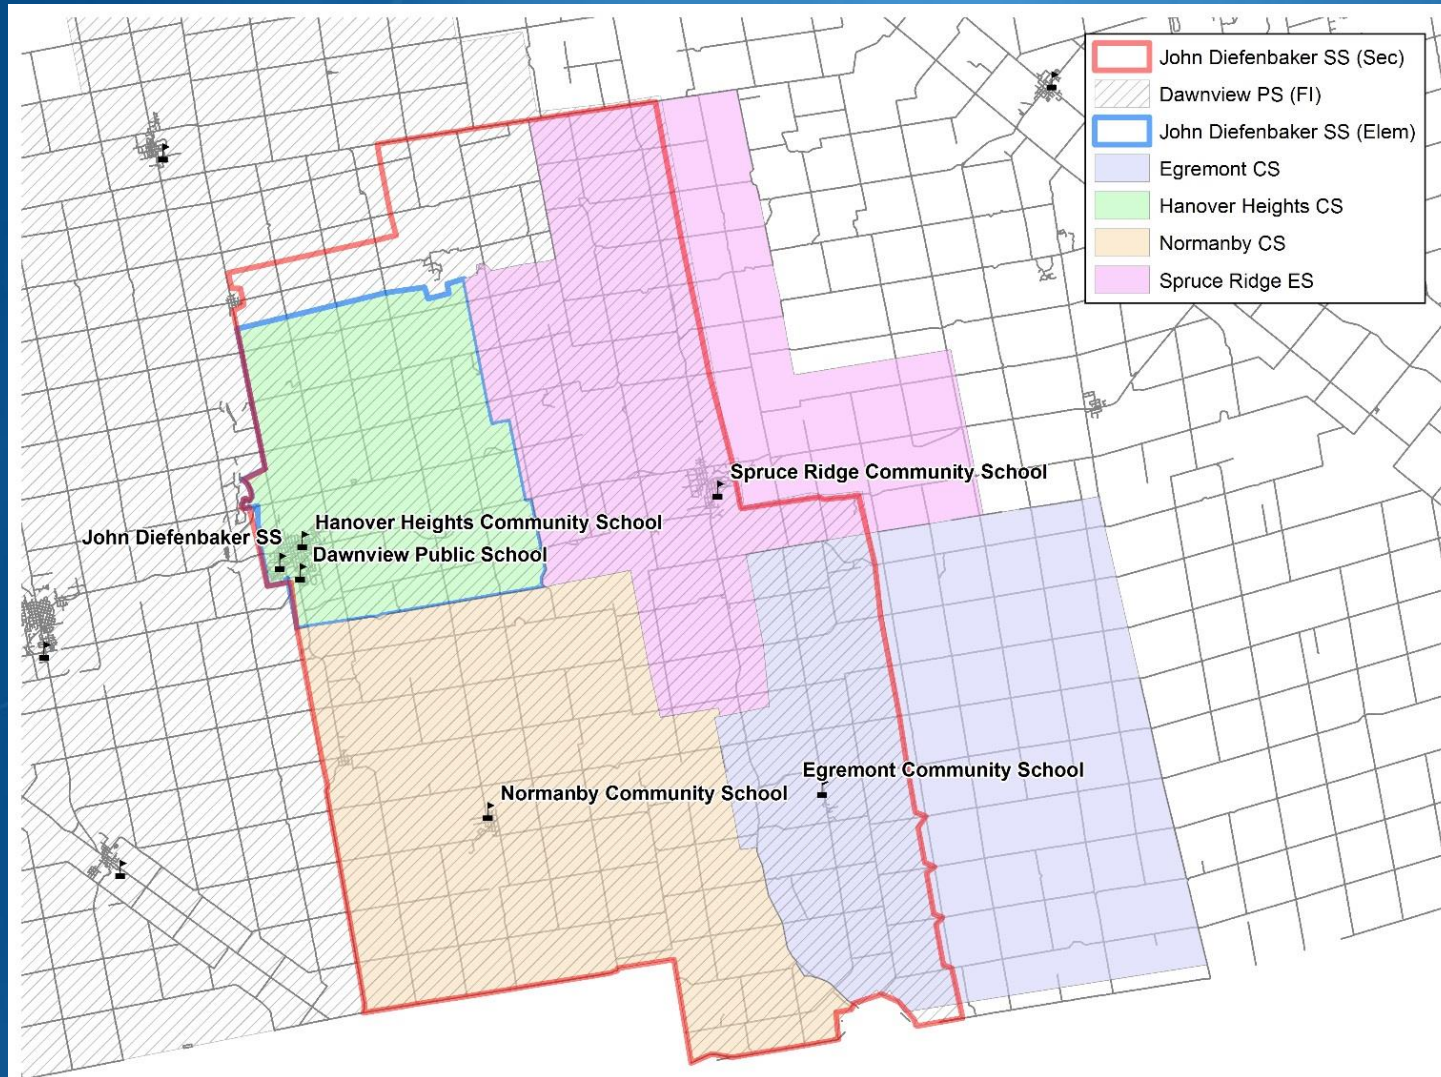 John Diefenbaker SS (Sec)
Dawnview PS (FI)
John Diefenbaker SS (Elem)
Egremont CS
Hanover Heights CS
Normanby CS
Spruce Ridge ES
Spruce Ridge Community School
Hanover Heights Community School
John Diefenbaker SS
Dawnview Public School
Egremont Community School
Normanby Community School